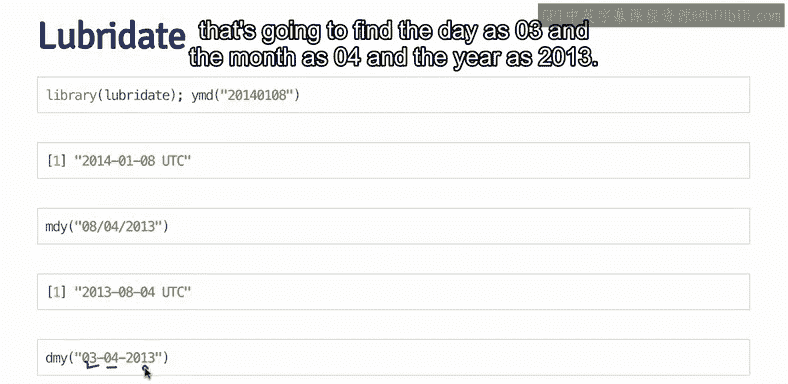 Lubridate
that's going to find the day as 03 and
the month as 04 and the year as 2013.
library(lubridate); ymd("20140108")
[1] "2014-01-08 UTC"
mdy("08/04/2013")
[1] "2013-08-04 UTC"
dmy("03-04-2013")